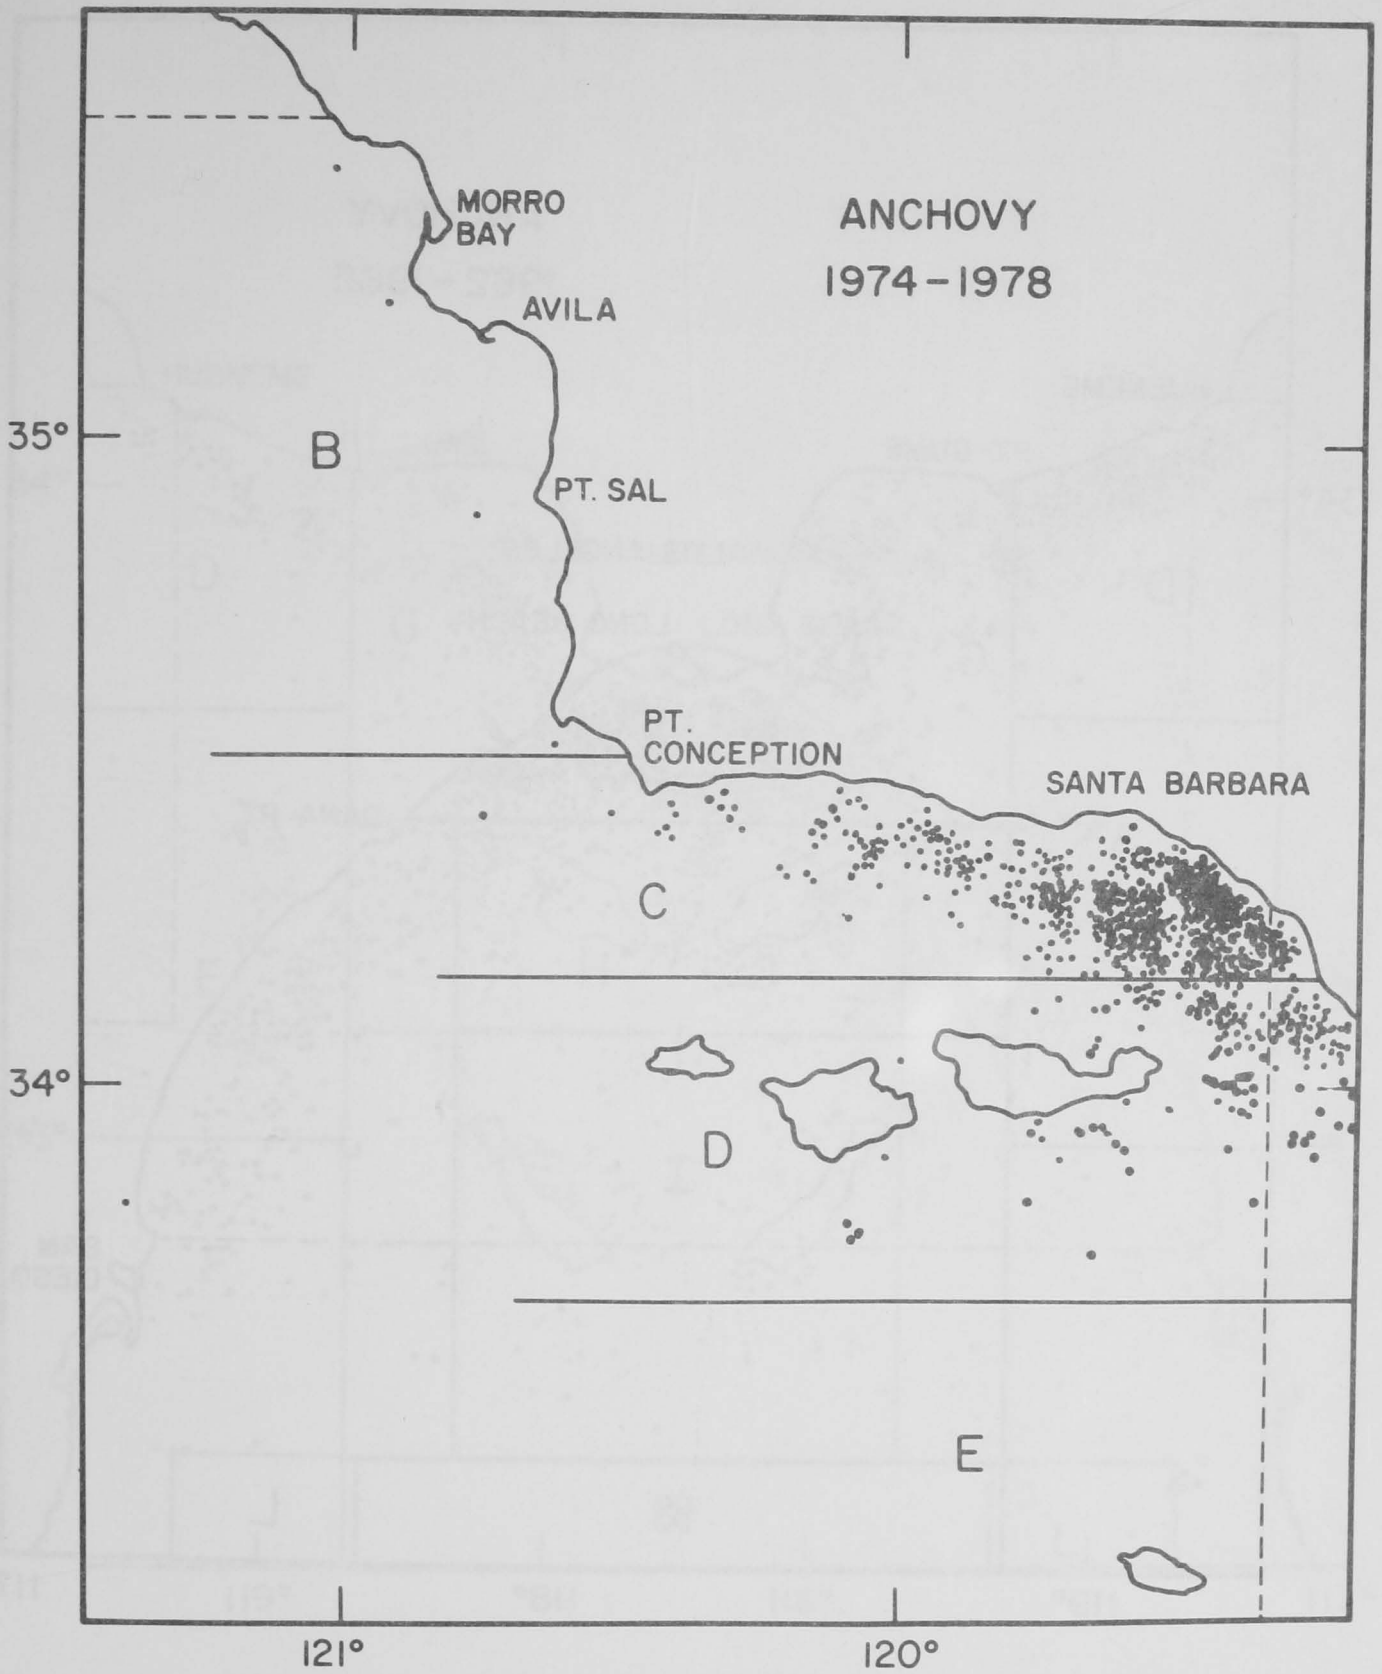 MORRO
BAY
ANCHOVY
1974-1978
AVILA
35°
B
PT. SAL
PT.
CONCEPTION
SANTA BARBARA
C
34°
D
E
121°
120°